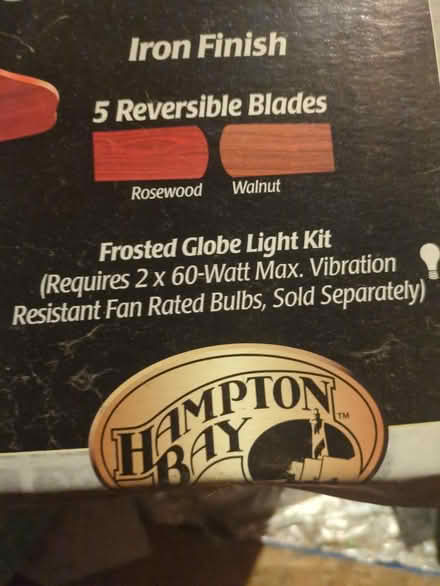 Iron Finish
5 Reversible Blades
Rosewood
Walnut
Frosted Globe Light Kit
(Requires 2 x 60-Watt Max. Vibration
Resistant Fan Rated Bulbs, Sold Separately)
HAMPTON
BAY
TM